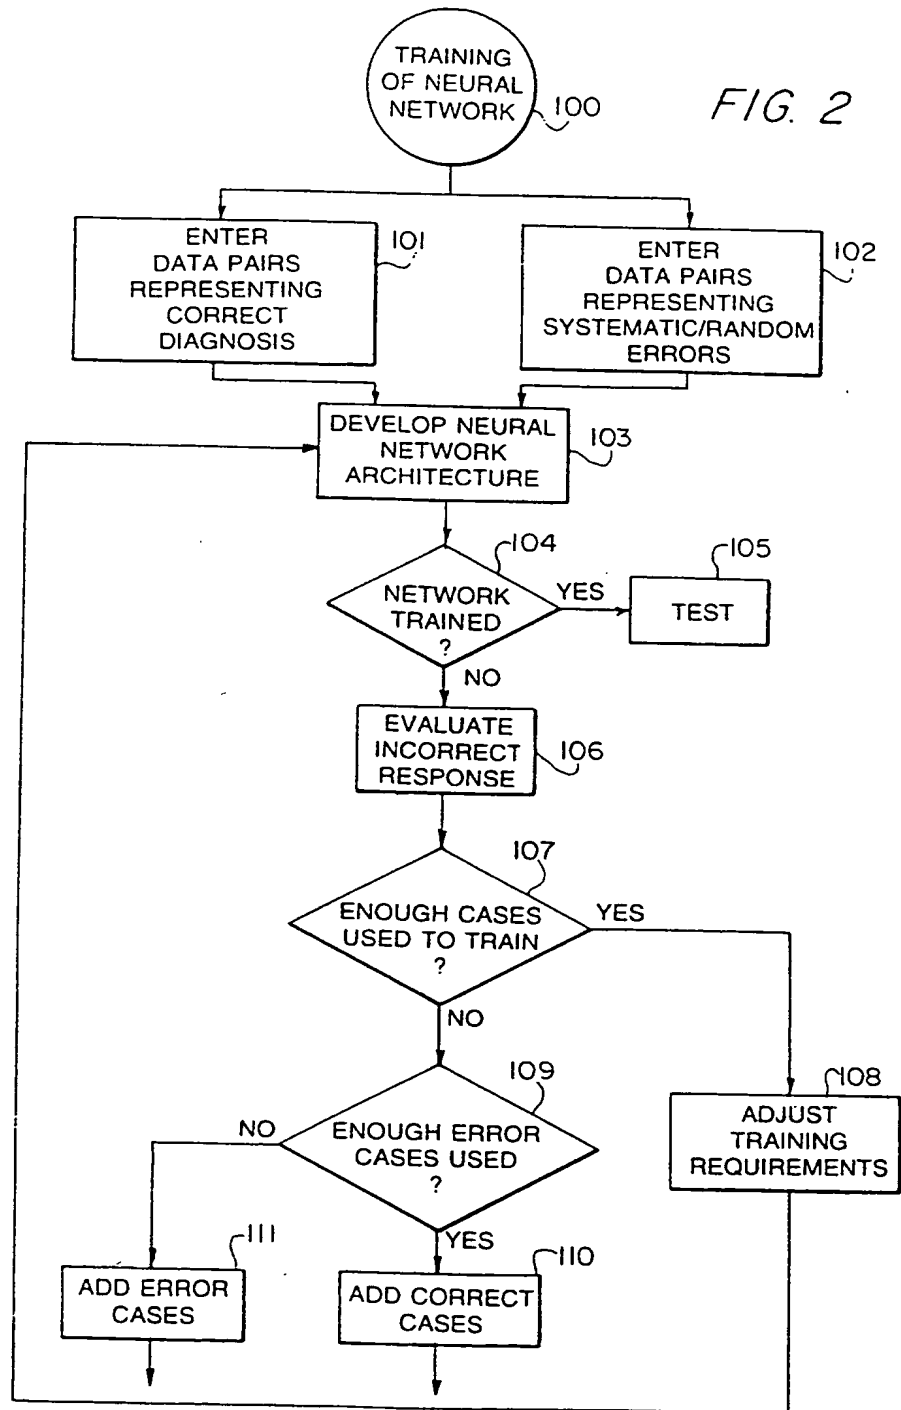 TRAINING
OF NEURAL
NETWORK
100
FIG. 2
ENTER
DATA PAIRS
REPRESENTING
CORRECT
DIAGNOSIS
101
ENTER
DATA PAIRS
REPRESENTING
SYSTEMATIC/RANDOM
ERRORS
102
DEVELOP NEURAL
NETWORK
ARCHITECTURE
103
104
NETWORK
TRAINED
?
YES
105
TEST
NO
EVALUATE
INCORRECT
RESPONSE
106
107
ENOUGH CASES
USED TO TRAIN
?
YES
NO
108
ADJUST
TRAINING
REQUIREMENTS
109
ENOUGH ERROR
CASES USED
?
NO
YES
111
ADD ERROR
CASES
110
ADD CORRECT
CASES